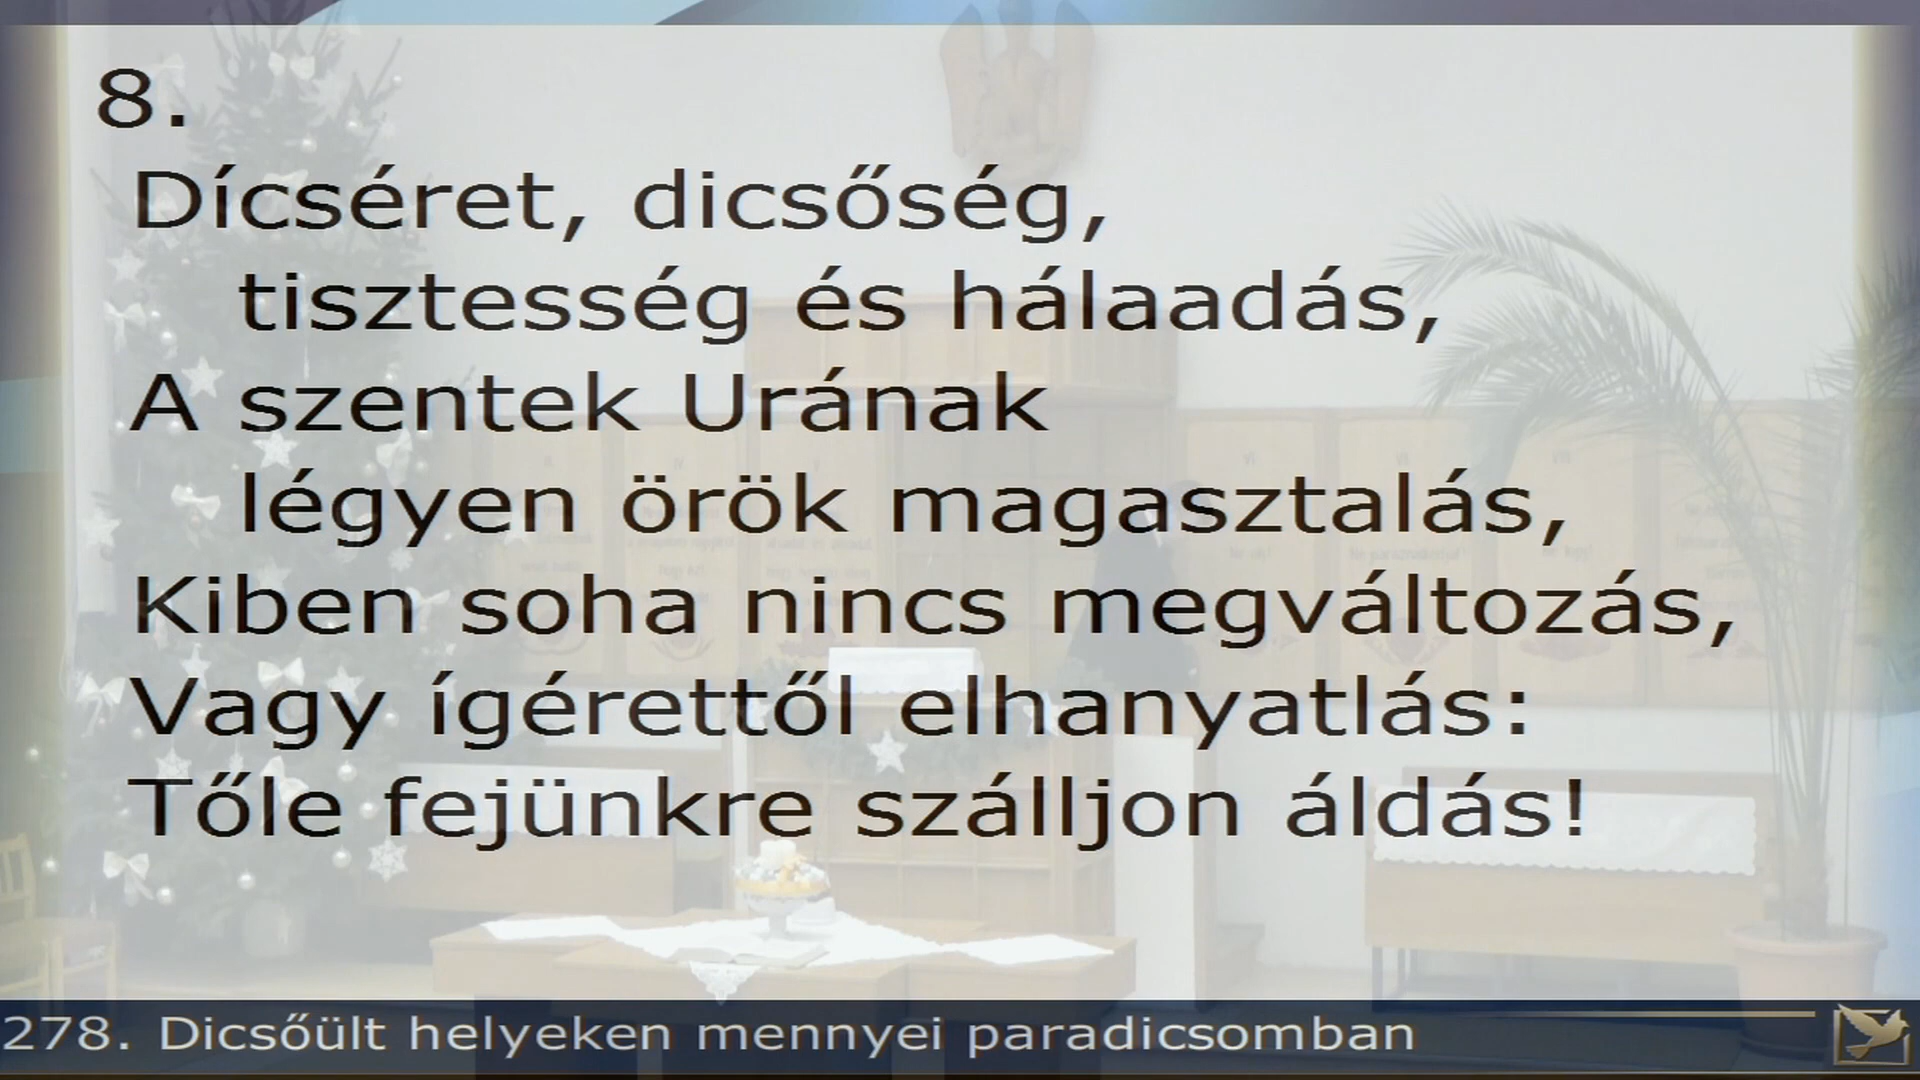 8.
Dícséret, dicsőség,
tisztesség és hálaadás,
A szentek Urának
légyen örök magasztalás,
Kiben soha nincs megváltozás,
Vagy ígérettől elhanyatlás:
Tőle fejünkre szálljon áldás!
278. Dicsőült helyeken mennyei paradicsomban